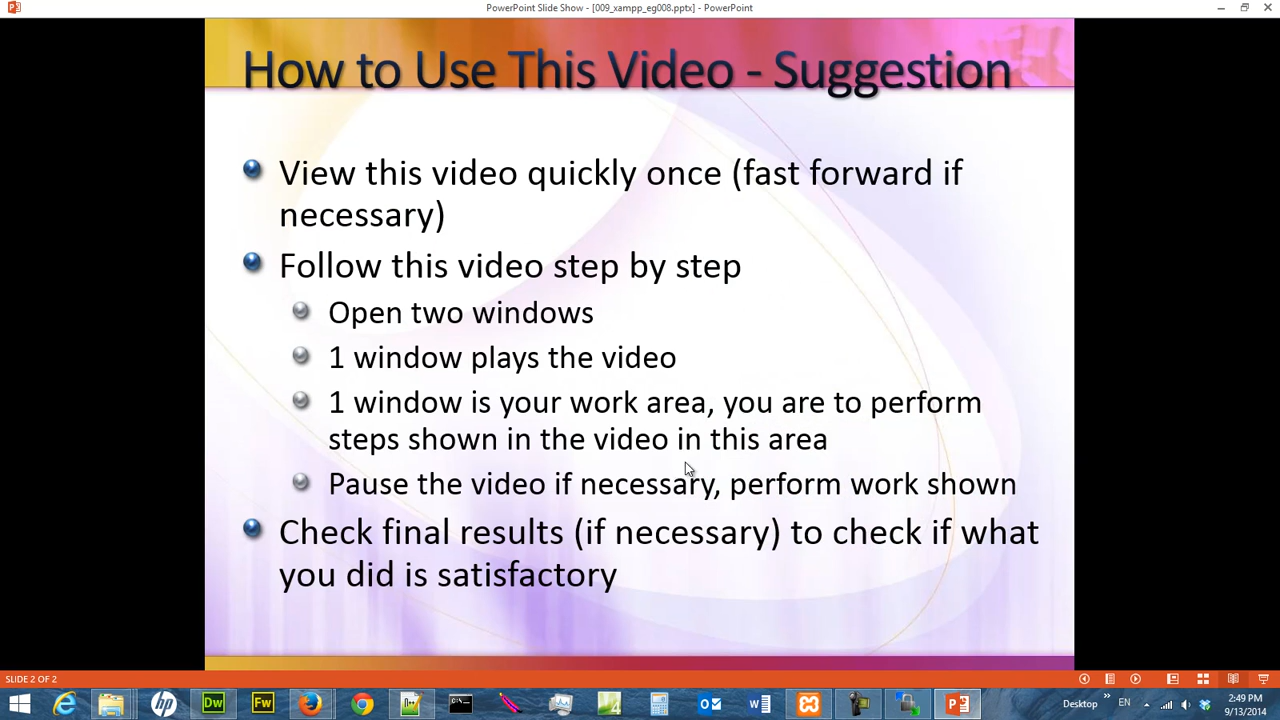 PowerPoint Slide Show - [009_xampp_eg008.pptx] - PowerPoint
How to Use This Video - Suggestion
View this video quickly once (fast forward if
necessary)
Follow this video step by step
Open two windows
1 window plays the video
1 window is your work area, you are to perform
steps shown in the video in this area
Pause the video if necessary, perform work shown
Check final results (if necessary) to check if what
you did is satisfactory
SLIDE 2 OF 2
Desktop
EN
2:49 PM
9/13/2014